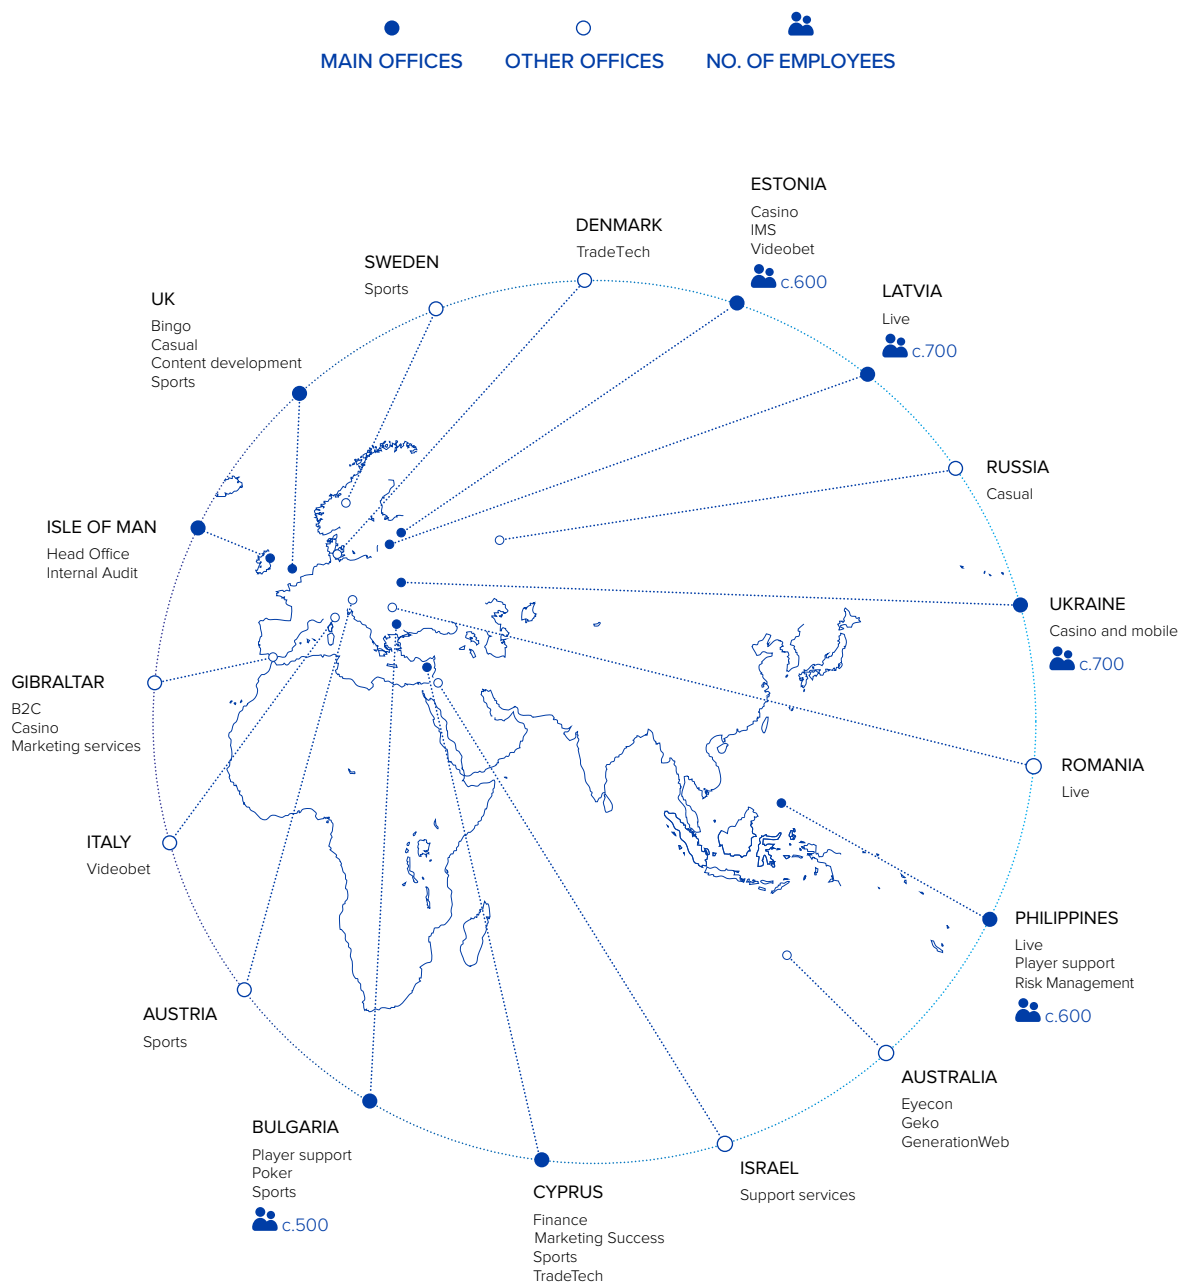 MAIN OFFICES
OTHER OFFICES
NO. OF EMPLOYEES
ESTONIA
Casino
IMS
Videobet
c.600
DENMARK
TradeTech
SWEDEN
Sports
LATVIA
Live
c.700
UK
Bingo
Casual
Content development
Sports
RUSSIA
Casual
ISLE OF MAN
Head Office
Internal Audit
UKRAINE
Casino and mobile
c.700
GIBRALTAR
B2C
Casino
Marketing services
ROMANIA
Live
ITALY
Videobet
PHILIPPINES
Live
Player support
Risk Management
c.600
AUSTRIA
Sports
AUSTRALIA
Eyecon
Geko
GenerationWeb
BULGARIA
Player support
Poker
Sports
c.500
ISRAEL
Support services
CYPRUS
Finance
Marketing Success
Sports
TradeTech